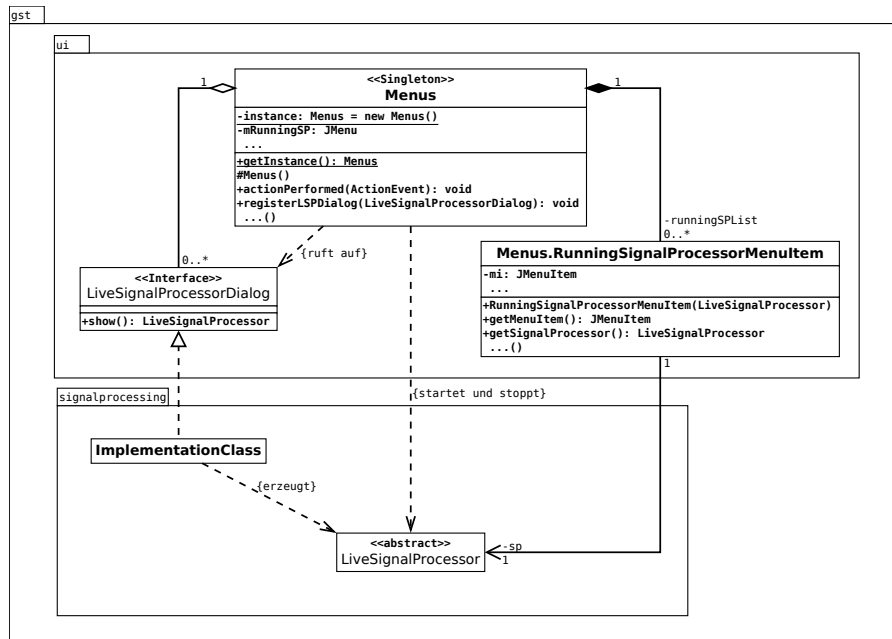 gst
ui
<<Singleton>>
Menus
-instance: Menus = new Menus()
-mRunningSP: JMenu
...
+getInstance(): Menus
#Menus()
+actionPerformed(ActionEvent): void
+registerLSPDialog(LiveSignalProcessorDialog): void
...()
1
1
-runningSPList
0..*
0..*
{ruft auf}
<<Interface>>
LiveSignalProcessorDialog
+show(): LiveSignalProcessor
Menus.RunningSignalProcessorMenuItem
-mi: JMenuItem
...
+RunningSignalProcessorMenuItem(LiveSignalProcessor)
+getMenuItem(): JMenuItem
+getSignalProcessor(): LiveSignalProcessor
...()
1
signalprocessing
{startet und stoppt}
ImplementationClass
{erzeugt}
<<abstract>>
LiveSignalProcessor
-sp
1